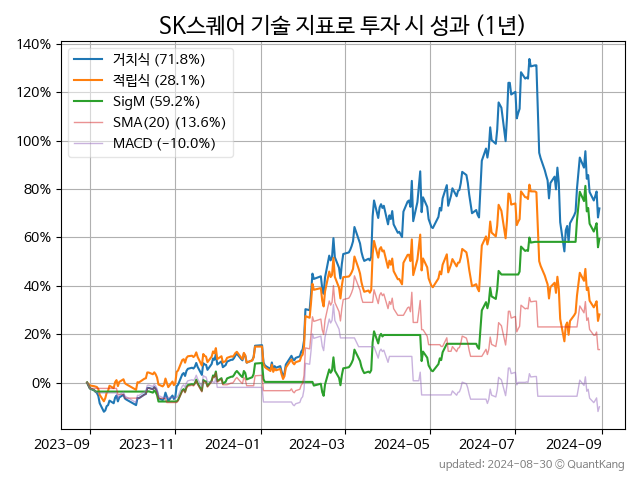 SK스퀘어 기술 지표로 투자 시 성과 (1년)
140%
120%
100%
80%
60%
40%
20%
0%
거치식 (71.8%)
적립식 (28.1%)
SigM (59.2%)
SMA(20) (13.6%)
MACD (−10.0%)
2023-09 2023-11 2024-01 2024-03 2024-05 2024-07 2024-09
updated: 2024-08-30 © QuantKang